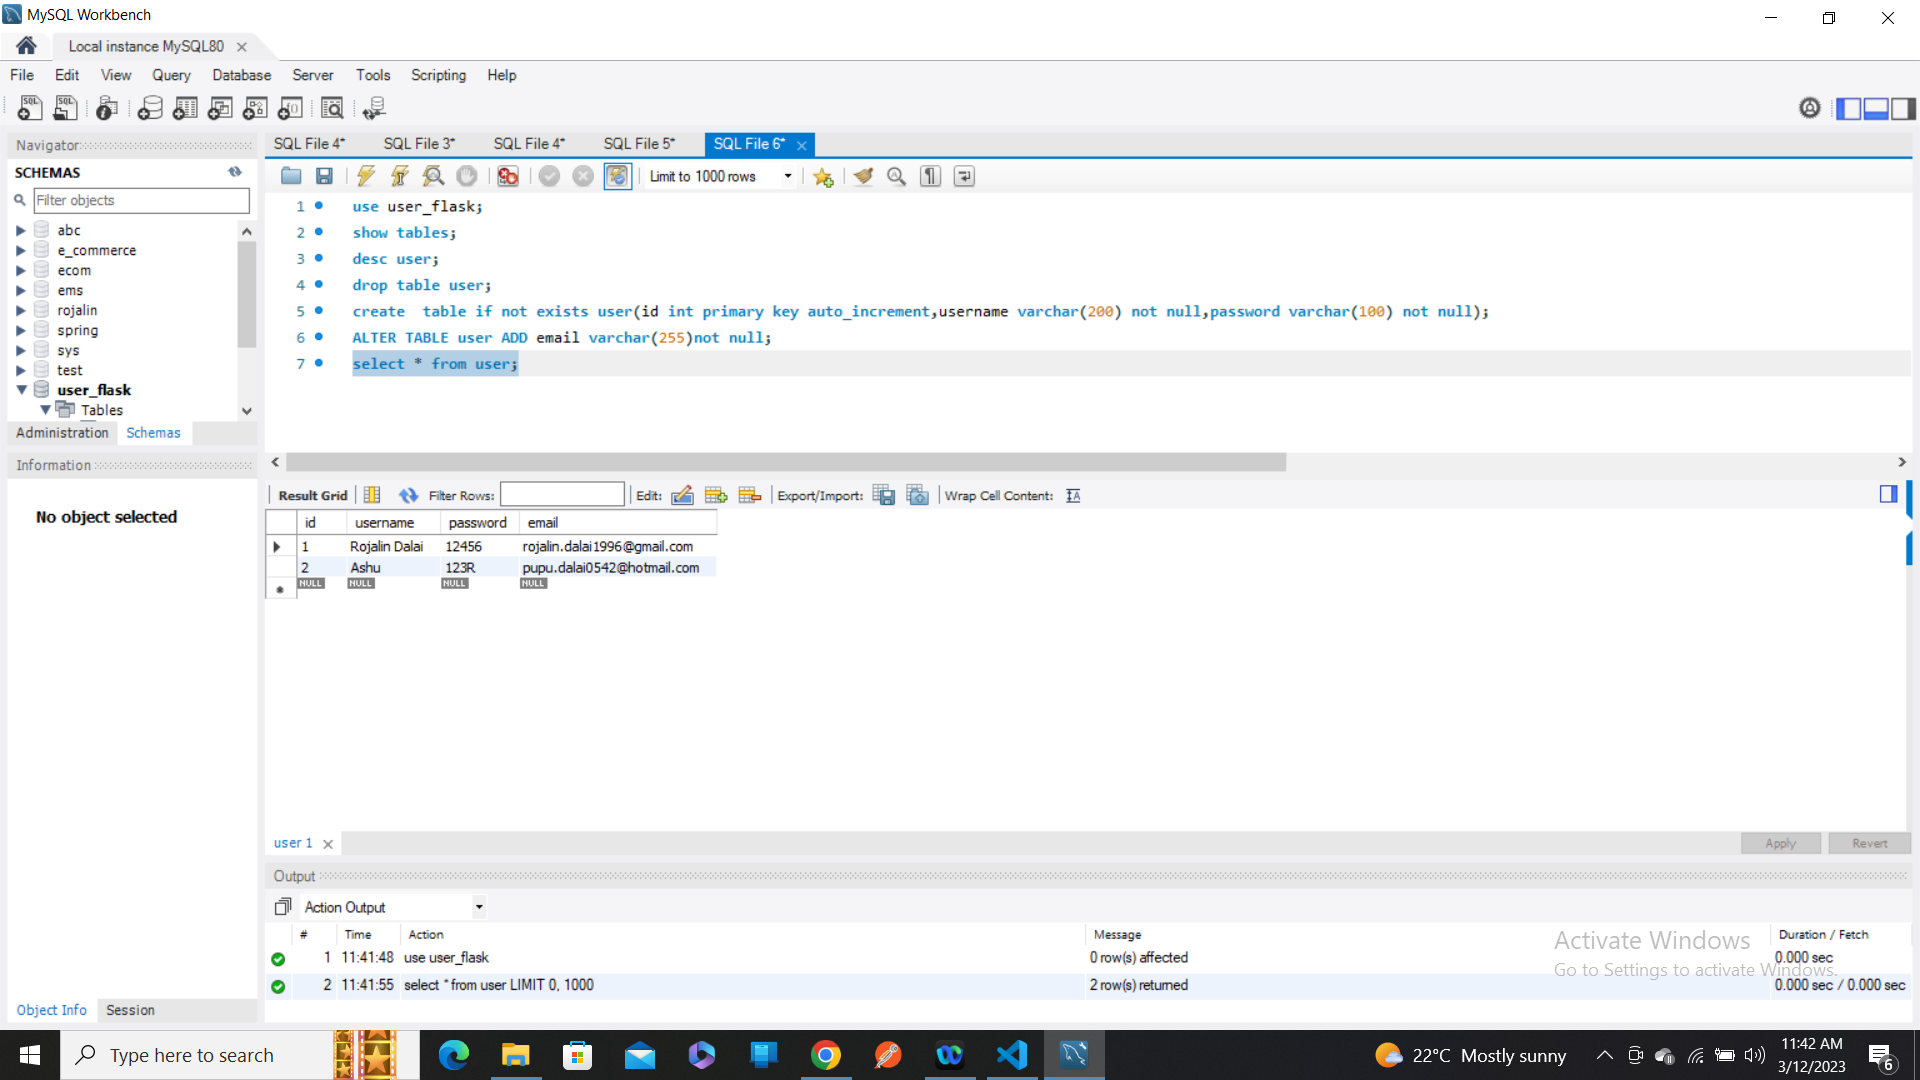 MySQL Workbench
Local instance MySQL80
File Edit View Query Database Server Tools Scripting Help
Navigator
SCHEMAS
Filter objects
abc
e_commerce
ecom
ems
rojalin
spring
sys
test
user_flask
Tables
Administration Schemas
Information
No object selected
Object Info Session
SQL File 4* SQL File 3* SQL File 4* SQL File 5* SQL File 6*
Limit to 1000 rows
1 use user_flask;
2 show tables;
3 desc user;
4 drop table user;
5 create table if not exists user(id int primary key auto_increment,username varchar(200) not null,password varchar(100) not null);
6 ALTER TABLE user ADD email varchar(255)not null;
7 select * from user;
Result Grid Filter Rows: Edit: Export/Import: Wrap Cell Content:
id username password email
1 Rojalin Dalai 12456 rojalin.dalai1996@gmail.com
2 Ashu 123R pupu.dalai0542@hotmail.com
NULL NULL NULL NULL
user 1
Apply Revert
Output
Action Output
# Time Action Message Duration / Fetch
1 11:41:48 use user_flask 0 row(s) affected 0.000 sec
2 11:41:55 select * from user LIMIT 0, 1000 2 row(s) returned 0.000 sec / 0.000 sec
Activate Windows
Go to Settings to activate Windows.
Type here to search
22°C Mostly sunny
11:42 AM
3/12/2023
6